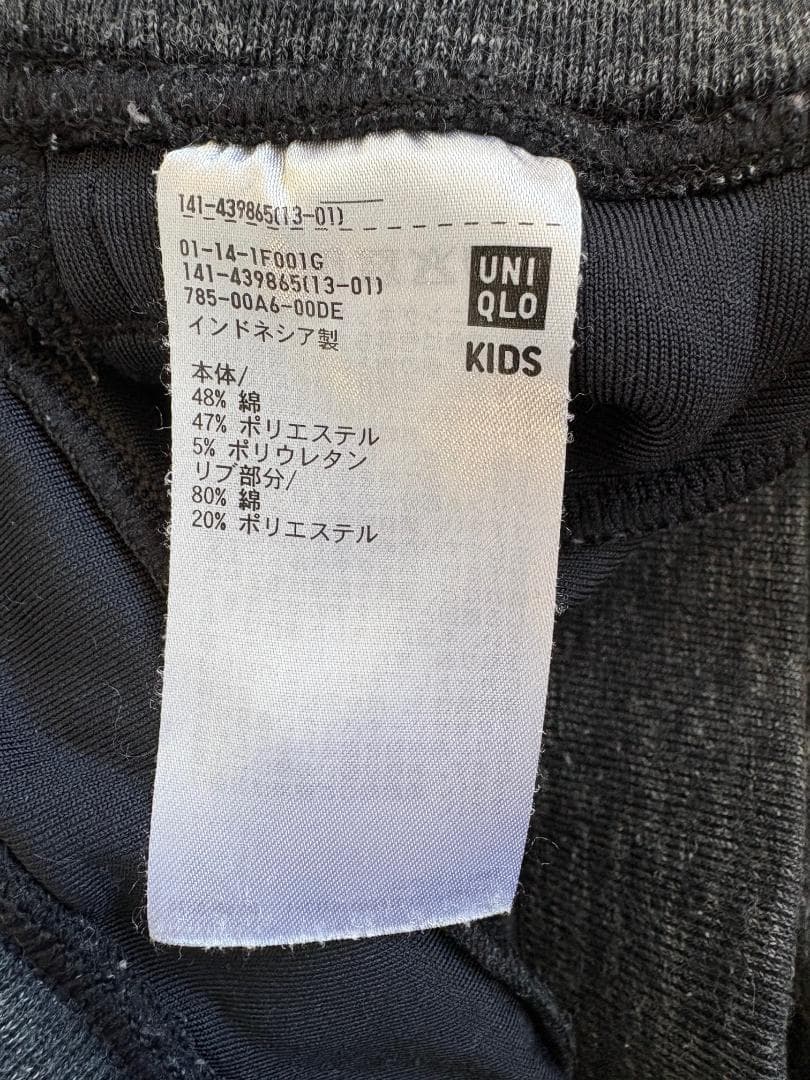 141-439865(13-01)
01-14-1F001G
141-439865(13-01)
785-00A6-00DE
インドネシア製
UNI
QLO
KIDS
本体/
48% 綿
47% ポリエステル
5% ポリウレタン
リブ部分/
80% 綿
20% ポリエステル